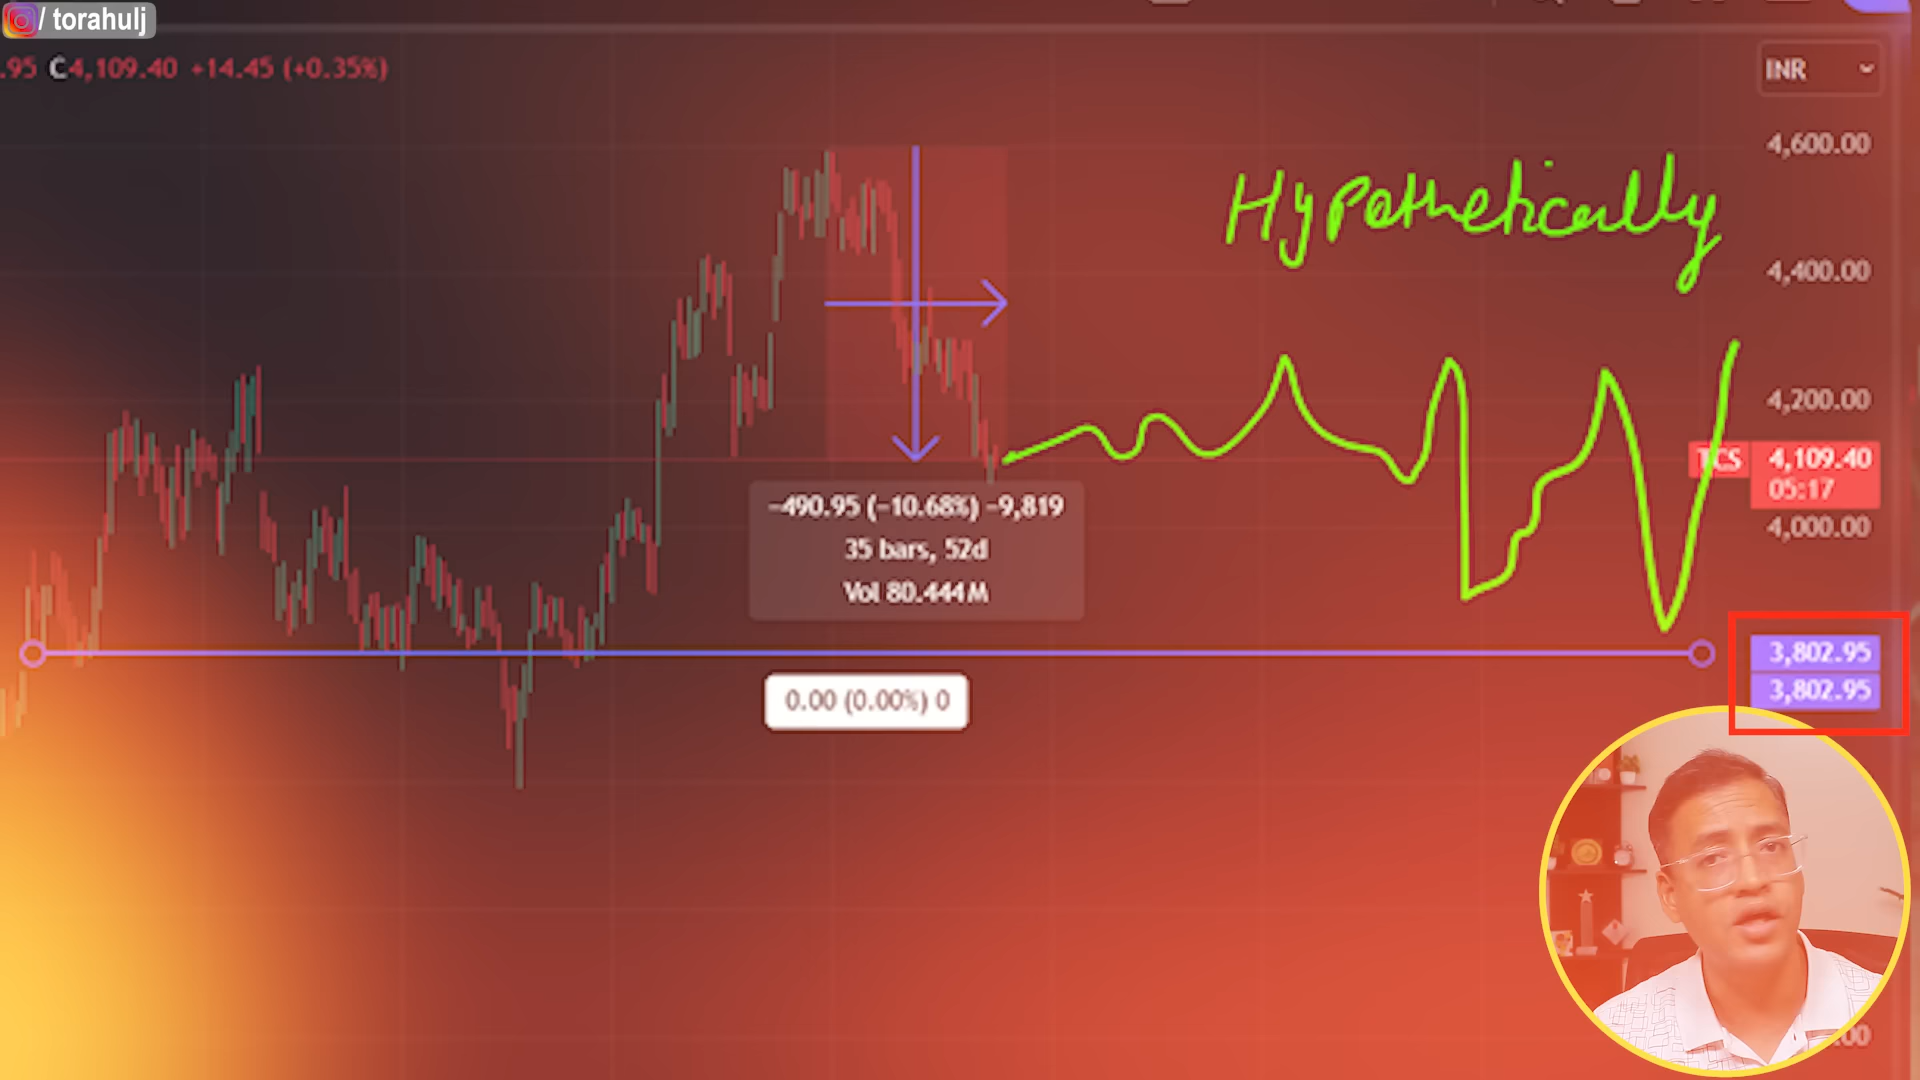 / torahulj
.95 C4,109.40 +14.45 (+0.35%)
INR
4,600.00
Hypothetically
4,400.00
4,200.00
TCS 4,109.40
05:17
4,000.00
−490.95 (−10.68%) −9,819
35 bars, 52d
Vol 80.444M
3,802.95
3,802.95
0.00 (0.00%) 0
.00